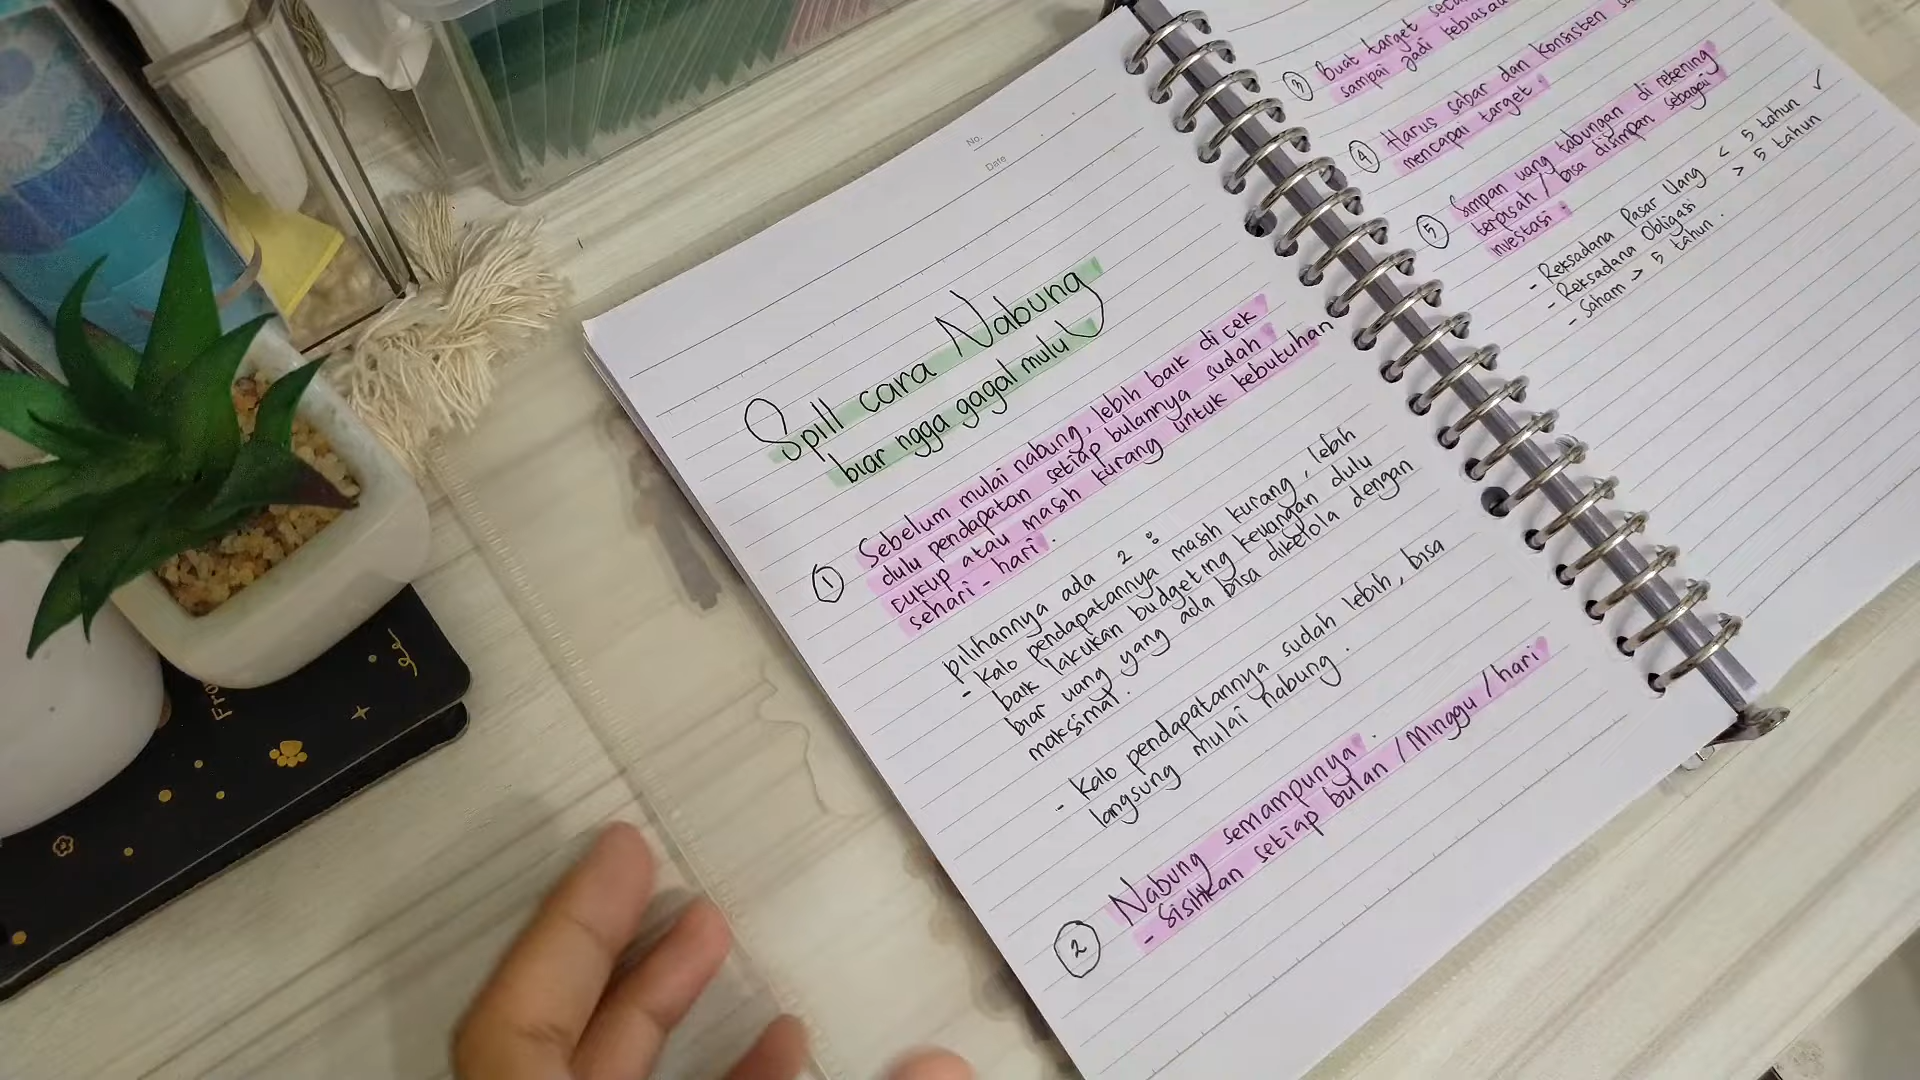 No.
Date
Spill cara Nabung
biar ngga gagal mulu
1 Sebelum mulai nabung, lebih baik di cek
dulu pendapatan setiap bulannya sudah
cukup atau masih kurang untuk kebutuhan
sehari-hari.
pilihannya ada 2 :
- Kalo pendapatannya masih kurang, lebih
baik lakukan budgeting keuangan dulu
biar uang yang ada bisa dikelola dengan
maksimal.
- Kalo pendapatannya sudah lebih, bisa
langsung mulai nabung.
2 Nabung semampunya.
- Sisihkan setiap bulan / Minggu / hari
3 Buat target
sampai jadi
4 Harus sabar dan konsisten
mencapai target.
5 Simpan uang tabungan di rekening
terpisah / bisa disimpan sebagai
investasi.
- Reksadana Pasar Uang < 5 tahun ✓
- Reksadana Obligasi > 5 tahun
- Saham > 5 tahun.